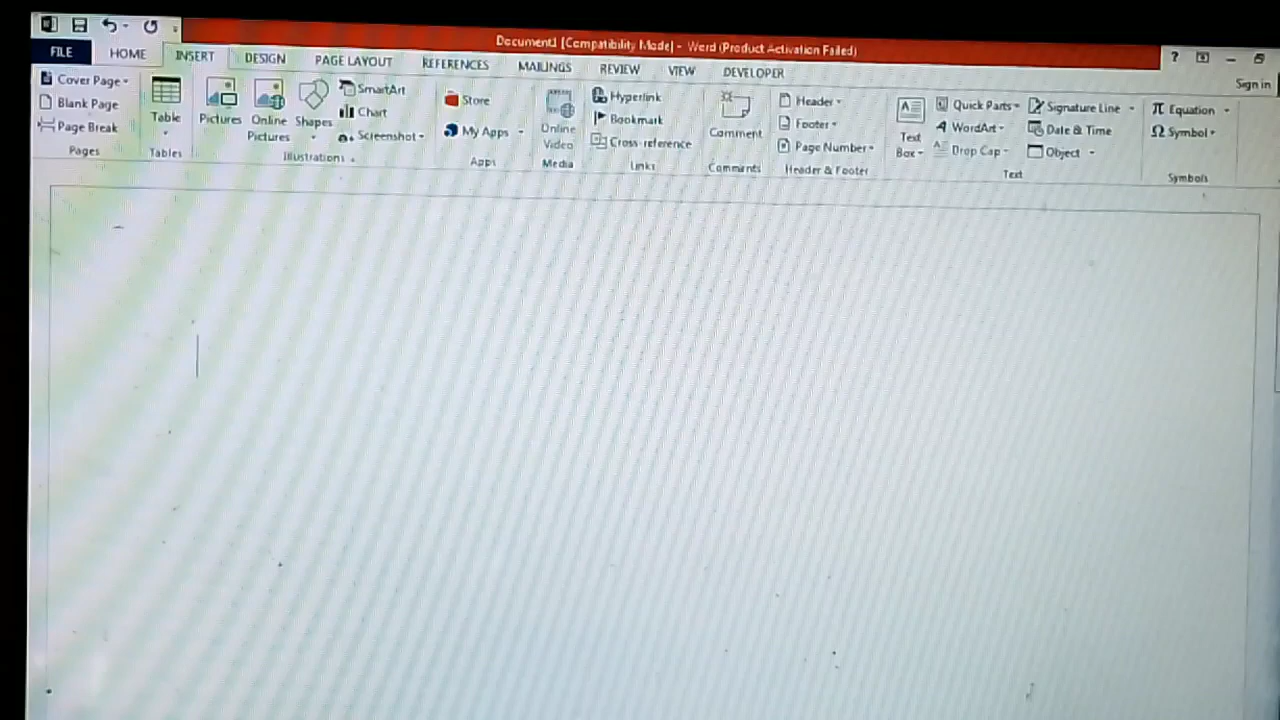 Document1 [Compatibility Mode] - Word (Product Activation Failed)
?
FILE HOME INSERT DESIGN PAGE LAYOUT REFERENCES MAILINGS REVIEW VIEW DEVELOPER
Sign in
Cover Page
Blank Page
Page Break
Pages
Table
Tables
Pictures
Online
Pictures
Shapes
SmartArt
Chart
Screenshot
Illustrations
Store
My Apps
Apps
Online
Video
Media
Hyperlink
Bookmark
Cross-reference
Links
Comment
Comments
Header
Footer
Page Number
Header & Footer
Text
Box
Quick Parts
WordArt
Drop Cap
Signature Line
Date & Time
Object
Text
π Equation
Ω Symbol
Symbols